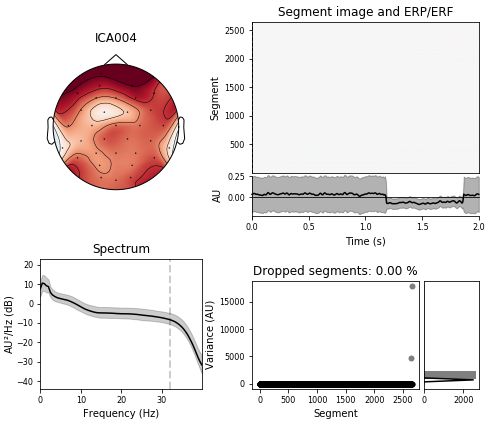 ICA004
Segment image and ERP/ERF
Segment
2500
2000
1500
1000
500
AU
0.25
0.00
0.0 0.5 1.0 1.5 2.0
Time (s)
Spectrum
AU²/Hz (dB)
20
10
0
−10
−20
−30
−40
0 10 20 30
Frequency (Hz)
Dropped segments: 0.00 %
Variance (AU)
15000
10000
5000
0
0 500 1000 1500 2000 2500
Segment
0 2000